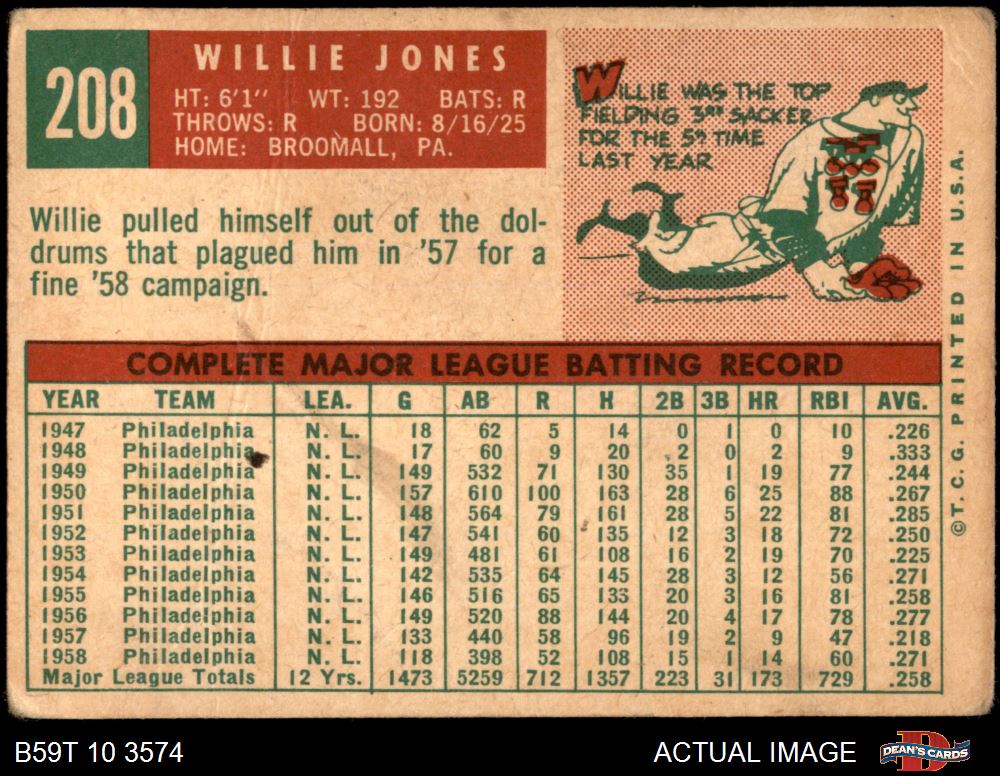 208
WILLIE JONES
HT: 6'1" WT: 192 BATS: R
THROWS: R BORN: 8/16/25
HOME: BROOMALL, PA.
WILLIE WAS THE TOP
FIELDING 3RD SACKER
FOR THE 5TH TIME
LAST YEAR
Willie pulled himself out of the dol-
drums that plagued him in '57 for a
fine '58 campaign.
COMPLETE MAJOR LEAGUE BATTING RECORD
YEAR TEAM LEA. G AB R H 2B 3B HR RBI AVG.
1947 Philadelphia N. L. 18 62 5 14 0 1 0 10 .226
1948 Philadelphia N. L. 17 60 9 20 2 0 2 9 .333
1949 Philadelphia N. L. 149 532 71 130 35 1 19 77 .244
1950 Philadelphia N. L. 157 610 100 163 28 6 25 88 .267
1951 Philadelphia N. L. 148 564 79 161 28 5 22 81 .285
1952 Philadelphia N. L. 147 541 60 135 12 3 18 72 .250
1953 Philadelphia N. L. 149 481 61 108 16 2 19 70 .225
1954 Philadelphia N. L. 142 535 64 145 28 3 12 56 .271
1955 Philadelphia N. L. 146 516 65 133 20 3 16 81 .258
1956 Philadelphia N. L. 149 520 88 144 20 4 17 78 .277
1957 Philadelphia N. L. 133 440 58 96 19 2 9 47 .218
1958 Philadelphia N. L. 118 398 52 108 15 1 14 60 .271
Major League Totals 12 Yrs. 1473 5259 712 1357 223 31 173 729 .258
© T. C. G. PRINTED IN U.S.A.
B59T 10 3574
ACTUAL IMAGE
D
DEAN'S CARDS